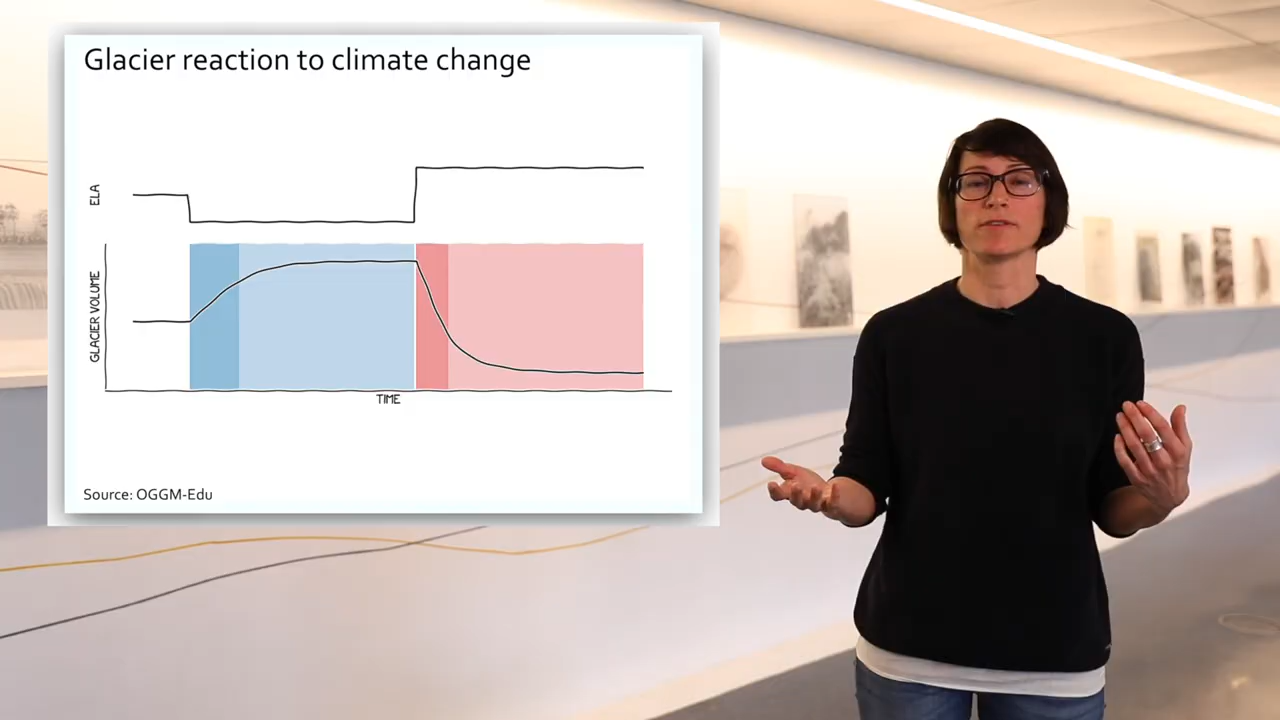 Glacier reaction to climate change
ELA
GLACIER VOLUME
TIME
Source: OGGM-Edu